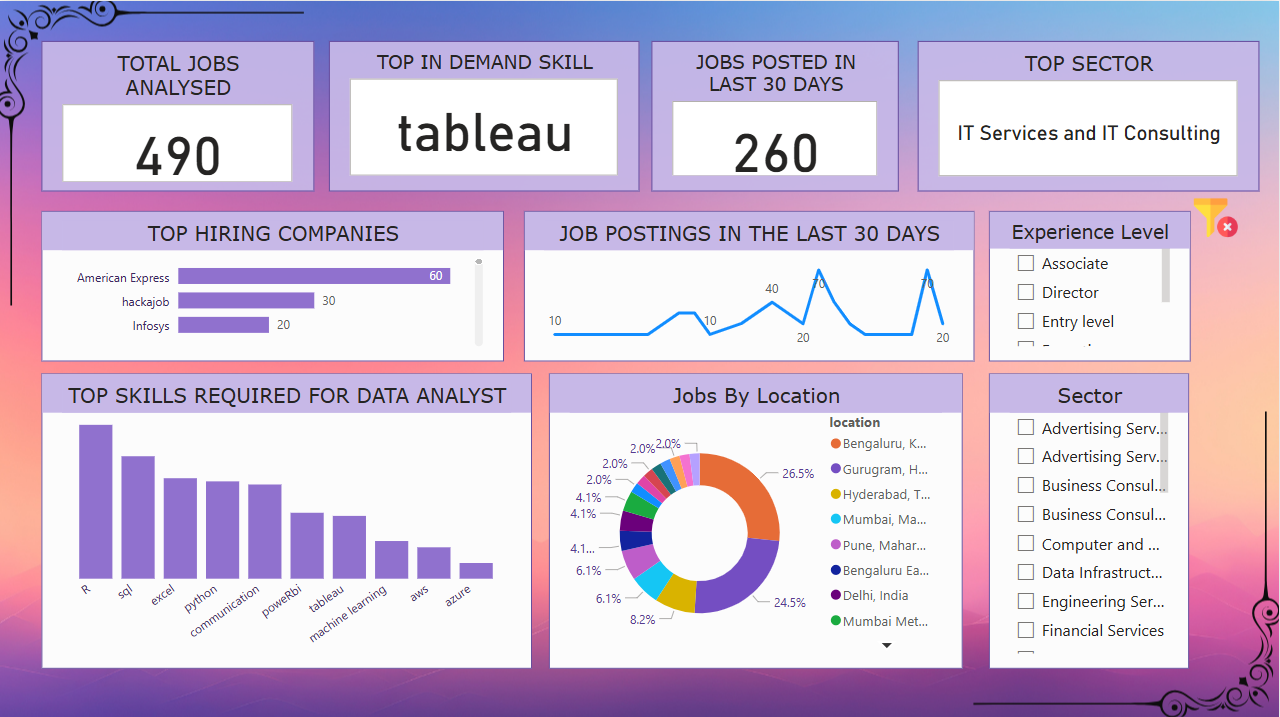 TOTAL JOBS
ANALYSED
490
TOP IN DEMAND SKILL
tableau
JOBS POSTED IN
LAST 30 DAYS
260
TOP SECTOR
IT Services and IT Consulting
TOP HIRING COMPANIES
American Express
60
hackajob
30
Infosys
20
JOB POSTINGS IN THE LAST 30 DAYS
10
10
40
20
70
70
20
Experience Level
Associate
Director
Entry level
TOP SKILLS REQUIRED FOR DATA ANALYST
R
sql
excel
python
communication
poweRbi
tableau
machine learning
aws
azure
Jobs By Location
26.5%
24.5%
8.2%
6.1%
6.1%
4.1...
4.1%
4.1%
2.0%
2.0%
2.0%
2.0%
location
Bengaluru, K...
Gurugram, H...
Hyderabad, T...
Mumbai, Ma...
Pune, Mahar...
Bengaluru Ea...
Delhi, India
Mumbai Met...
Sector
Advertising Serv...
Advertising Serv...
Business Consul...
Business Consul...
Computer and ...
Data Infrastruct...
Engineering Ser...
Financial Services